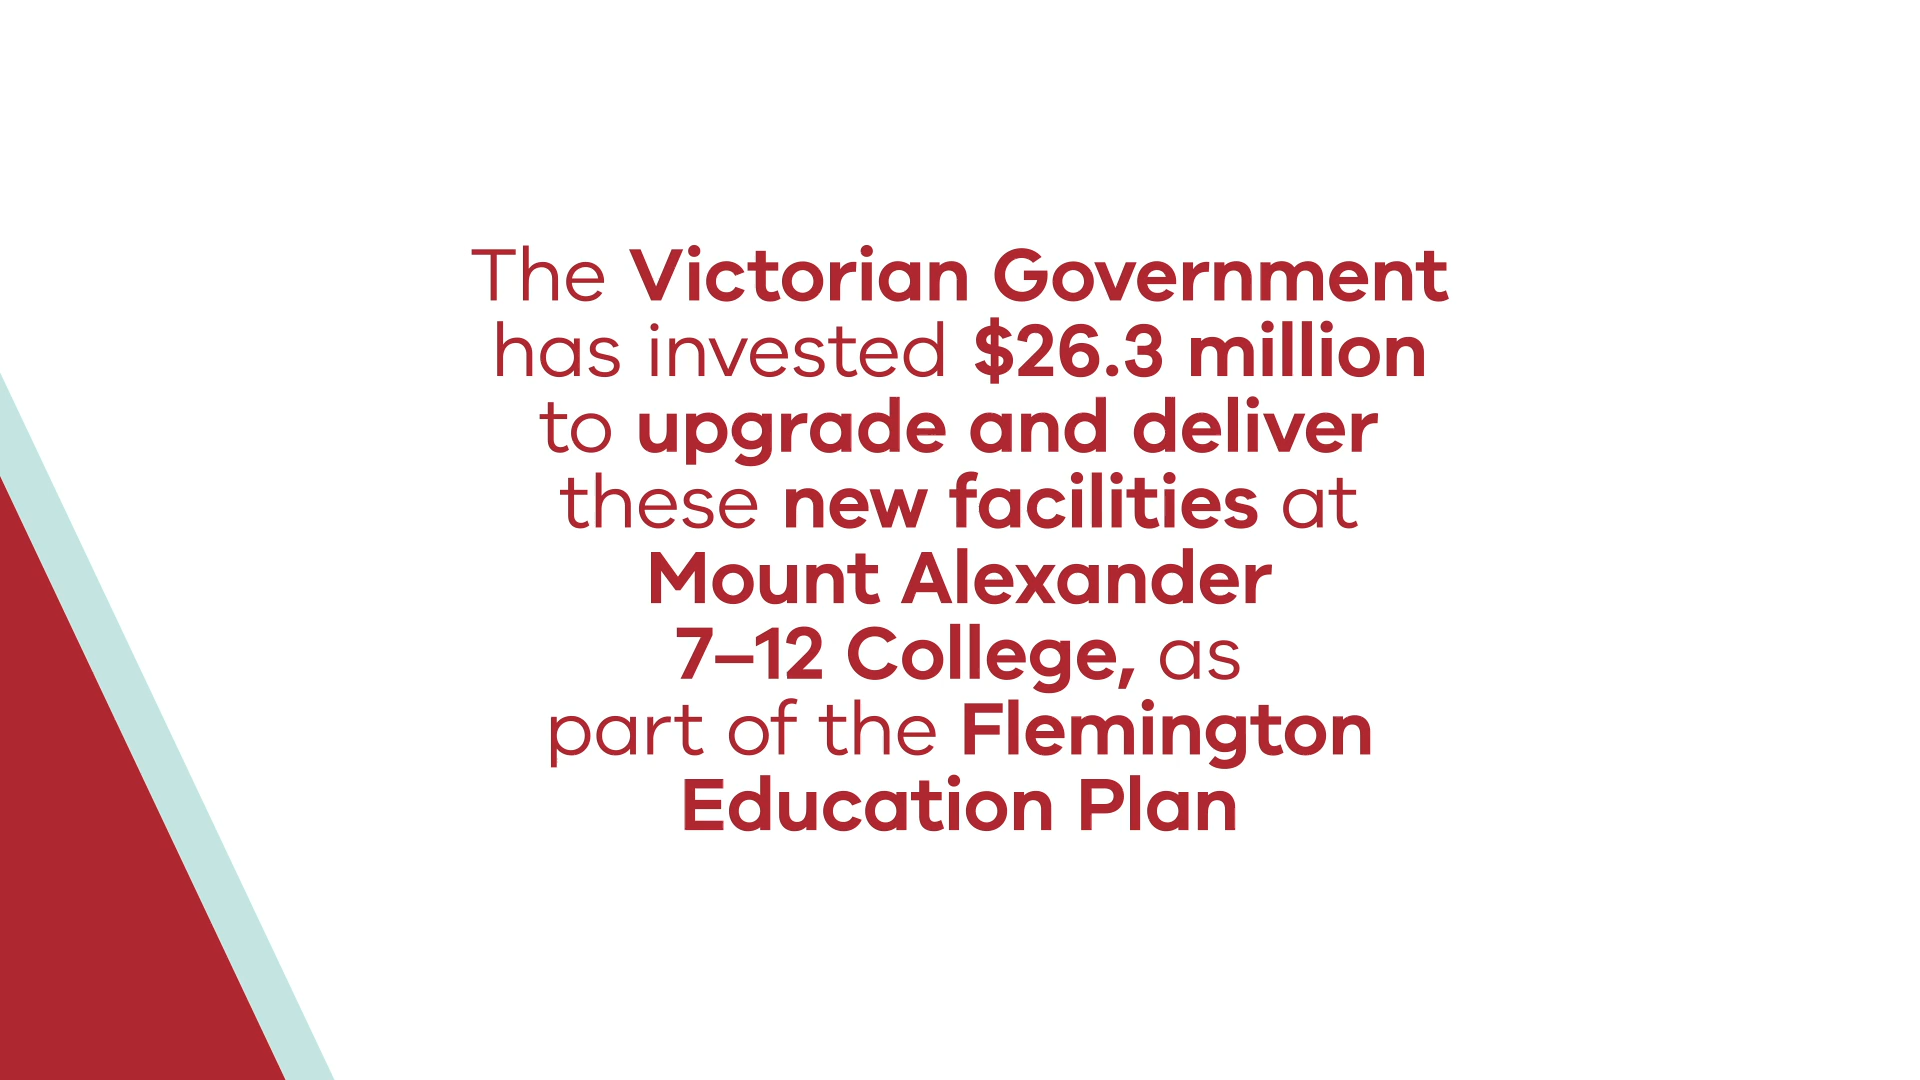 The Victorian Government
has invested $26.3 million
to upgrade and deliver
these new facilities at
Mount Alexander
7–12 College, as
part of the Flemington
Education Plan